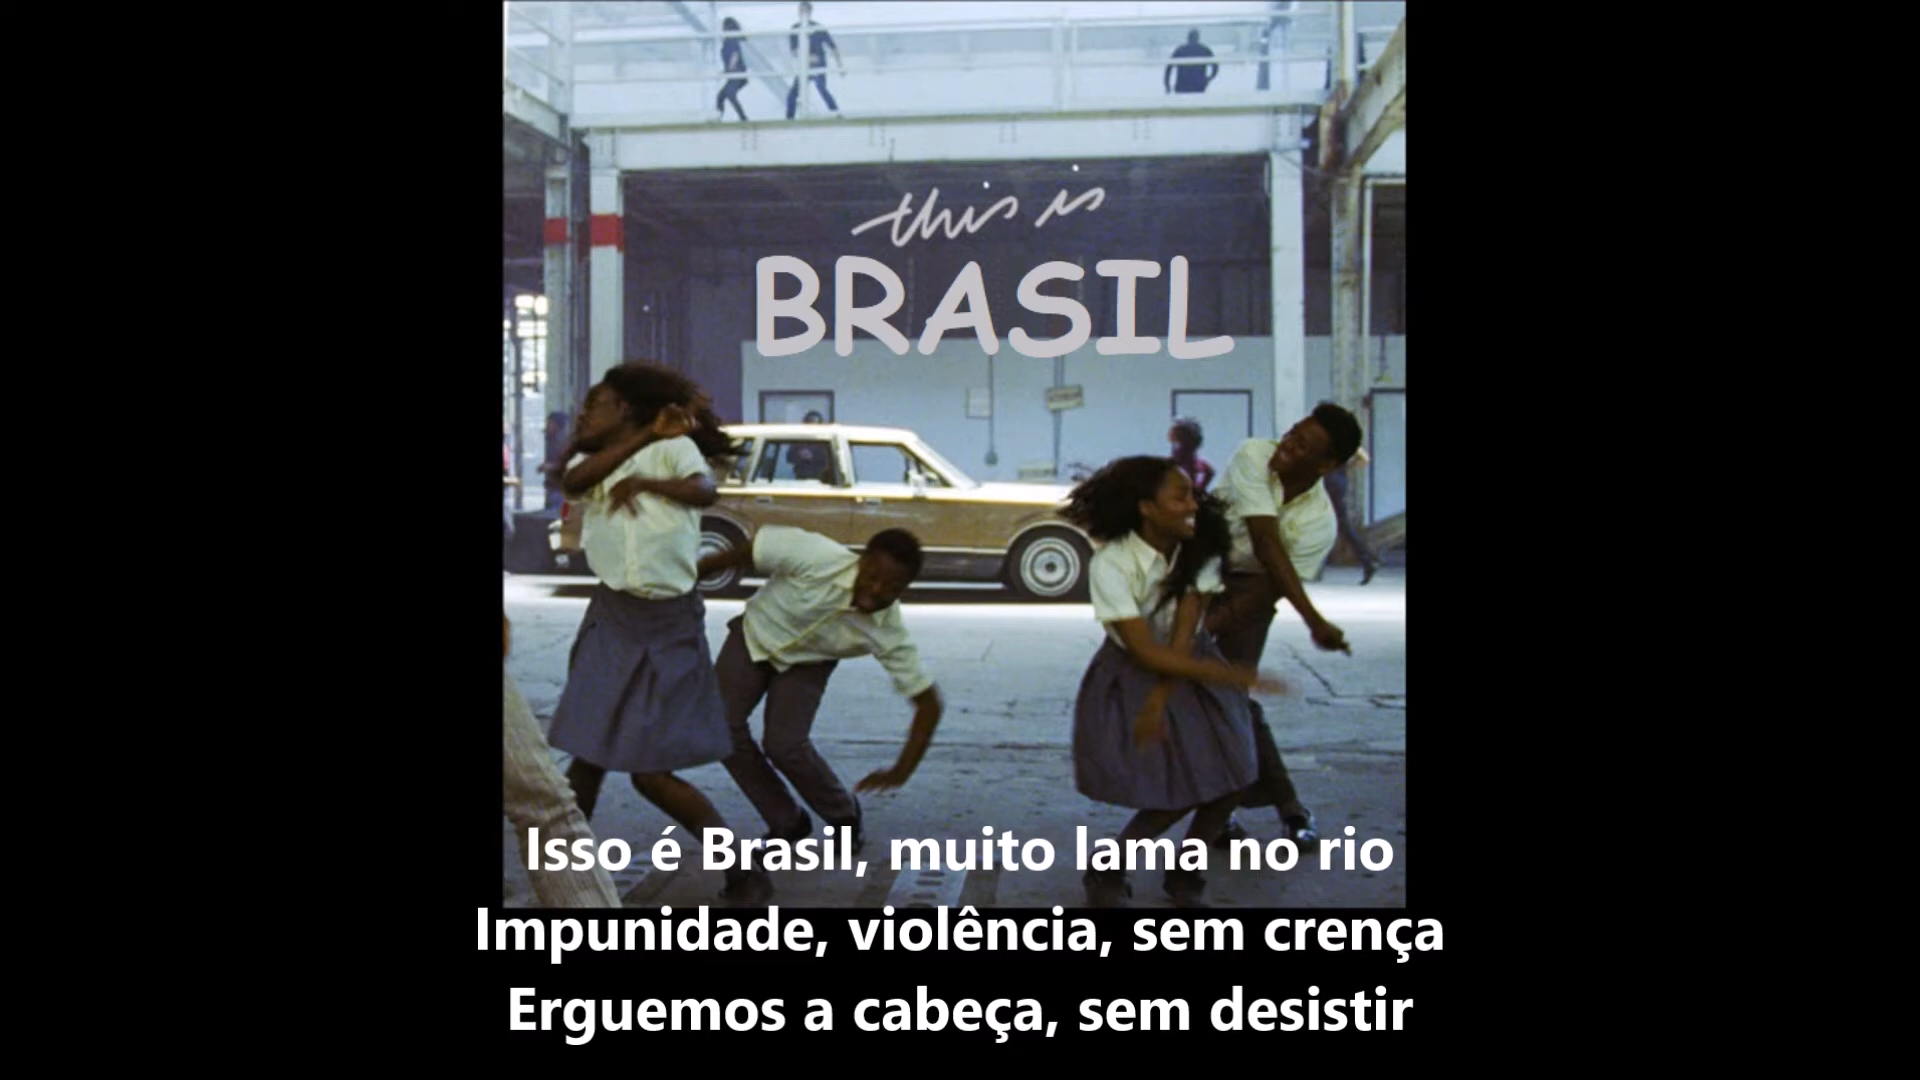 this is
BRASIL
Isso é Brasil, muito lama no rio
Impunidade, violência, sem crença
Erguemos a cabeça, sem desistir